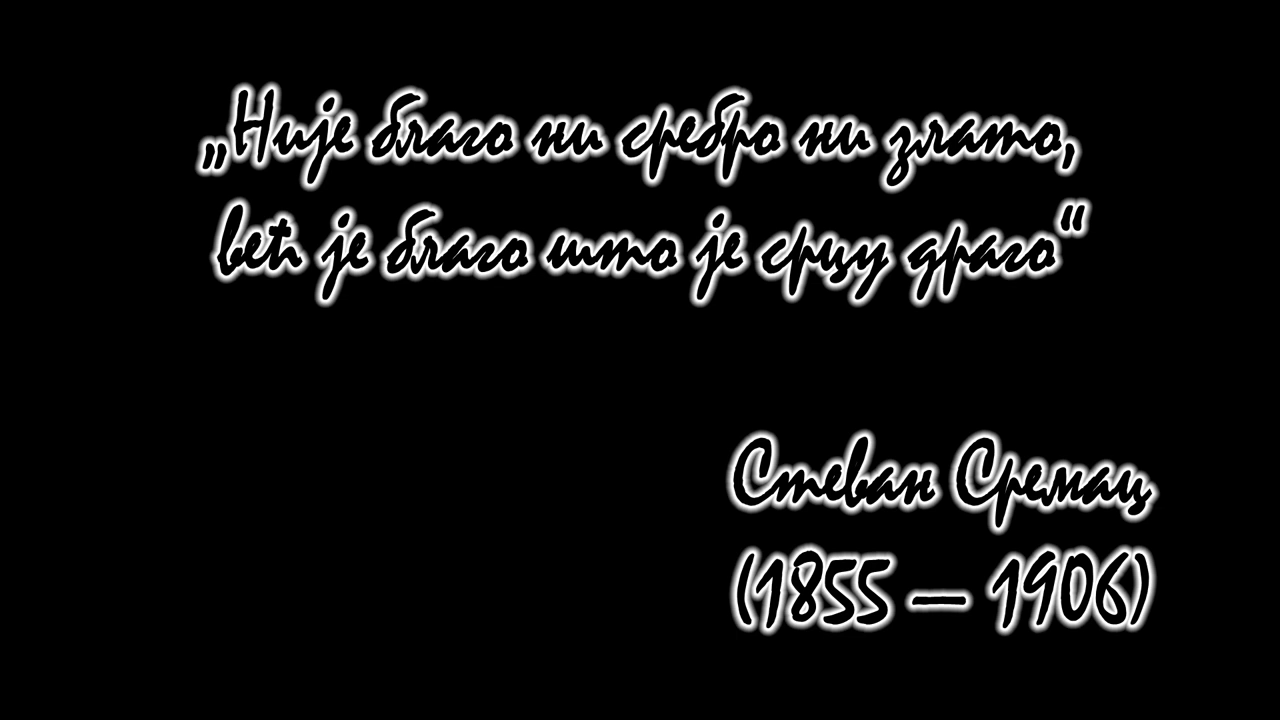 „Није благо ни сребро ни злато,
већ је благо што је срцу драго“
Стеван Сремац
(1855 — 1906)